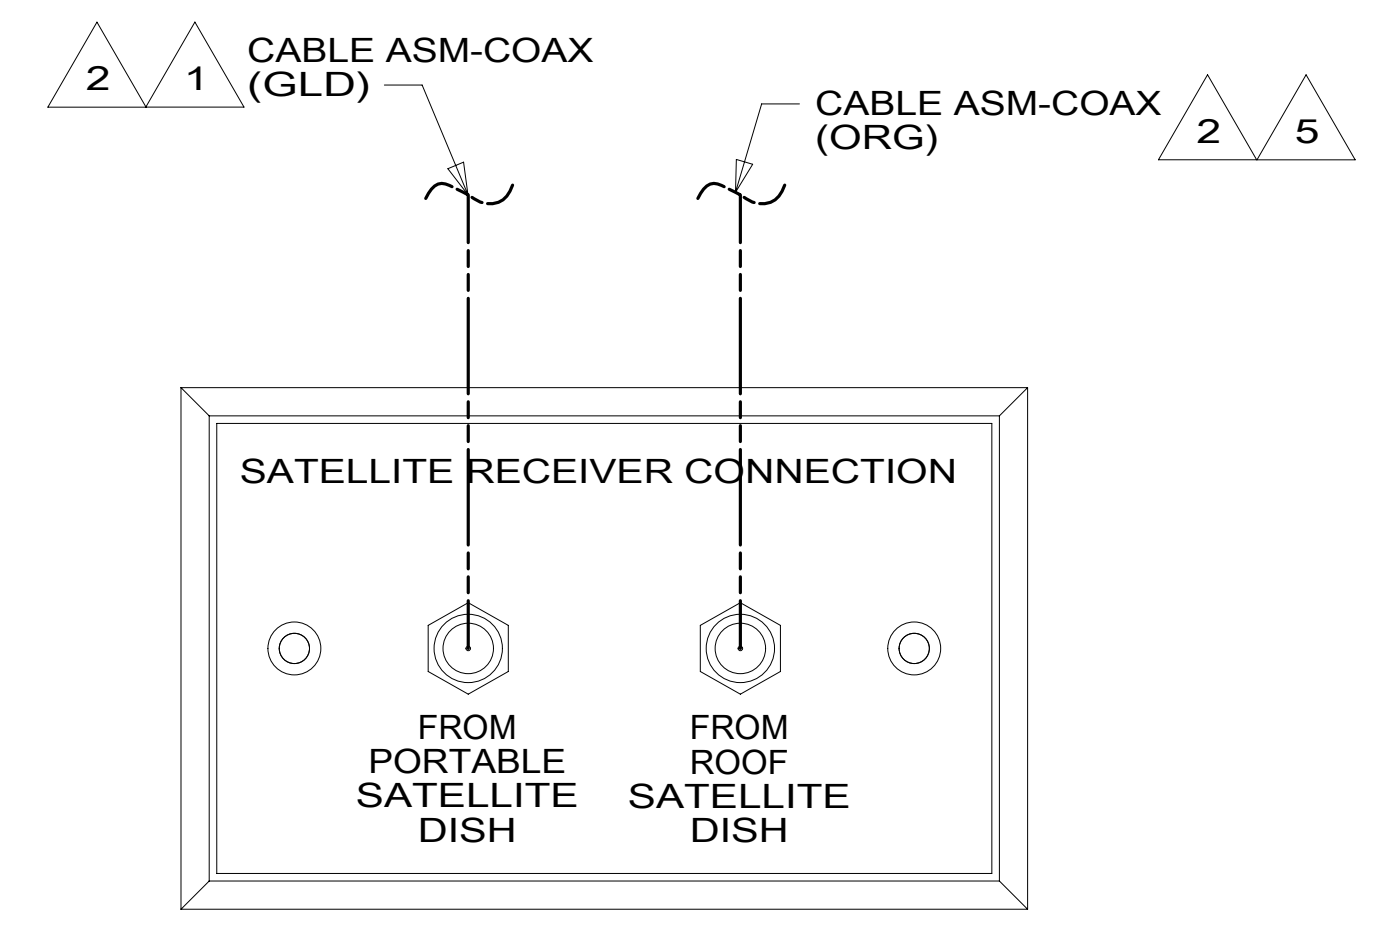 2 1 CABLE ASM-COAX
(GLD)
CABLE ASM-COAX 2 5
(ORG)
SATELLITE RECEIVER CONNECTION
FROM
PORTABLE
SATELLITE
DISH
FROM
ROOF
SATELLITE
DISH